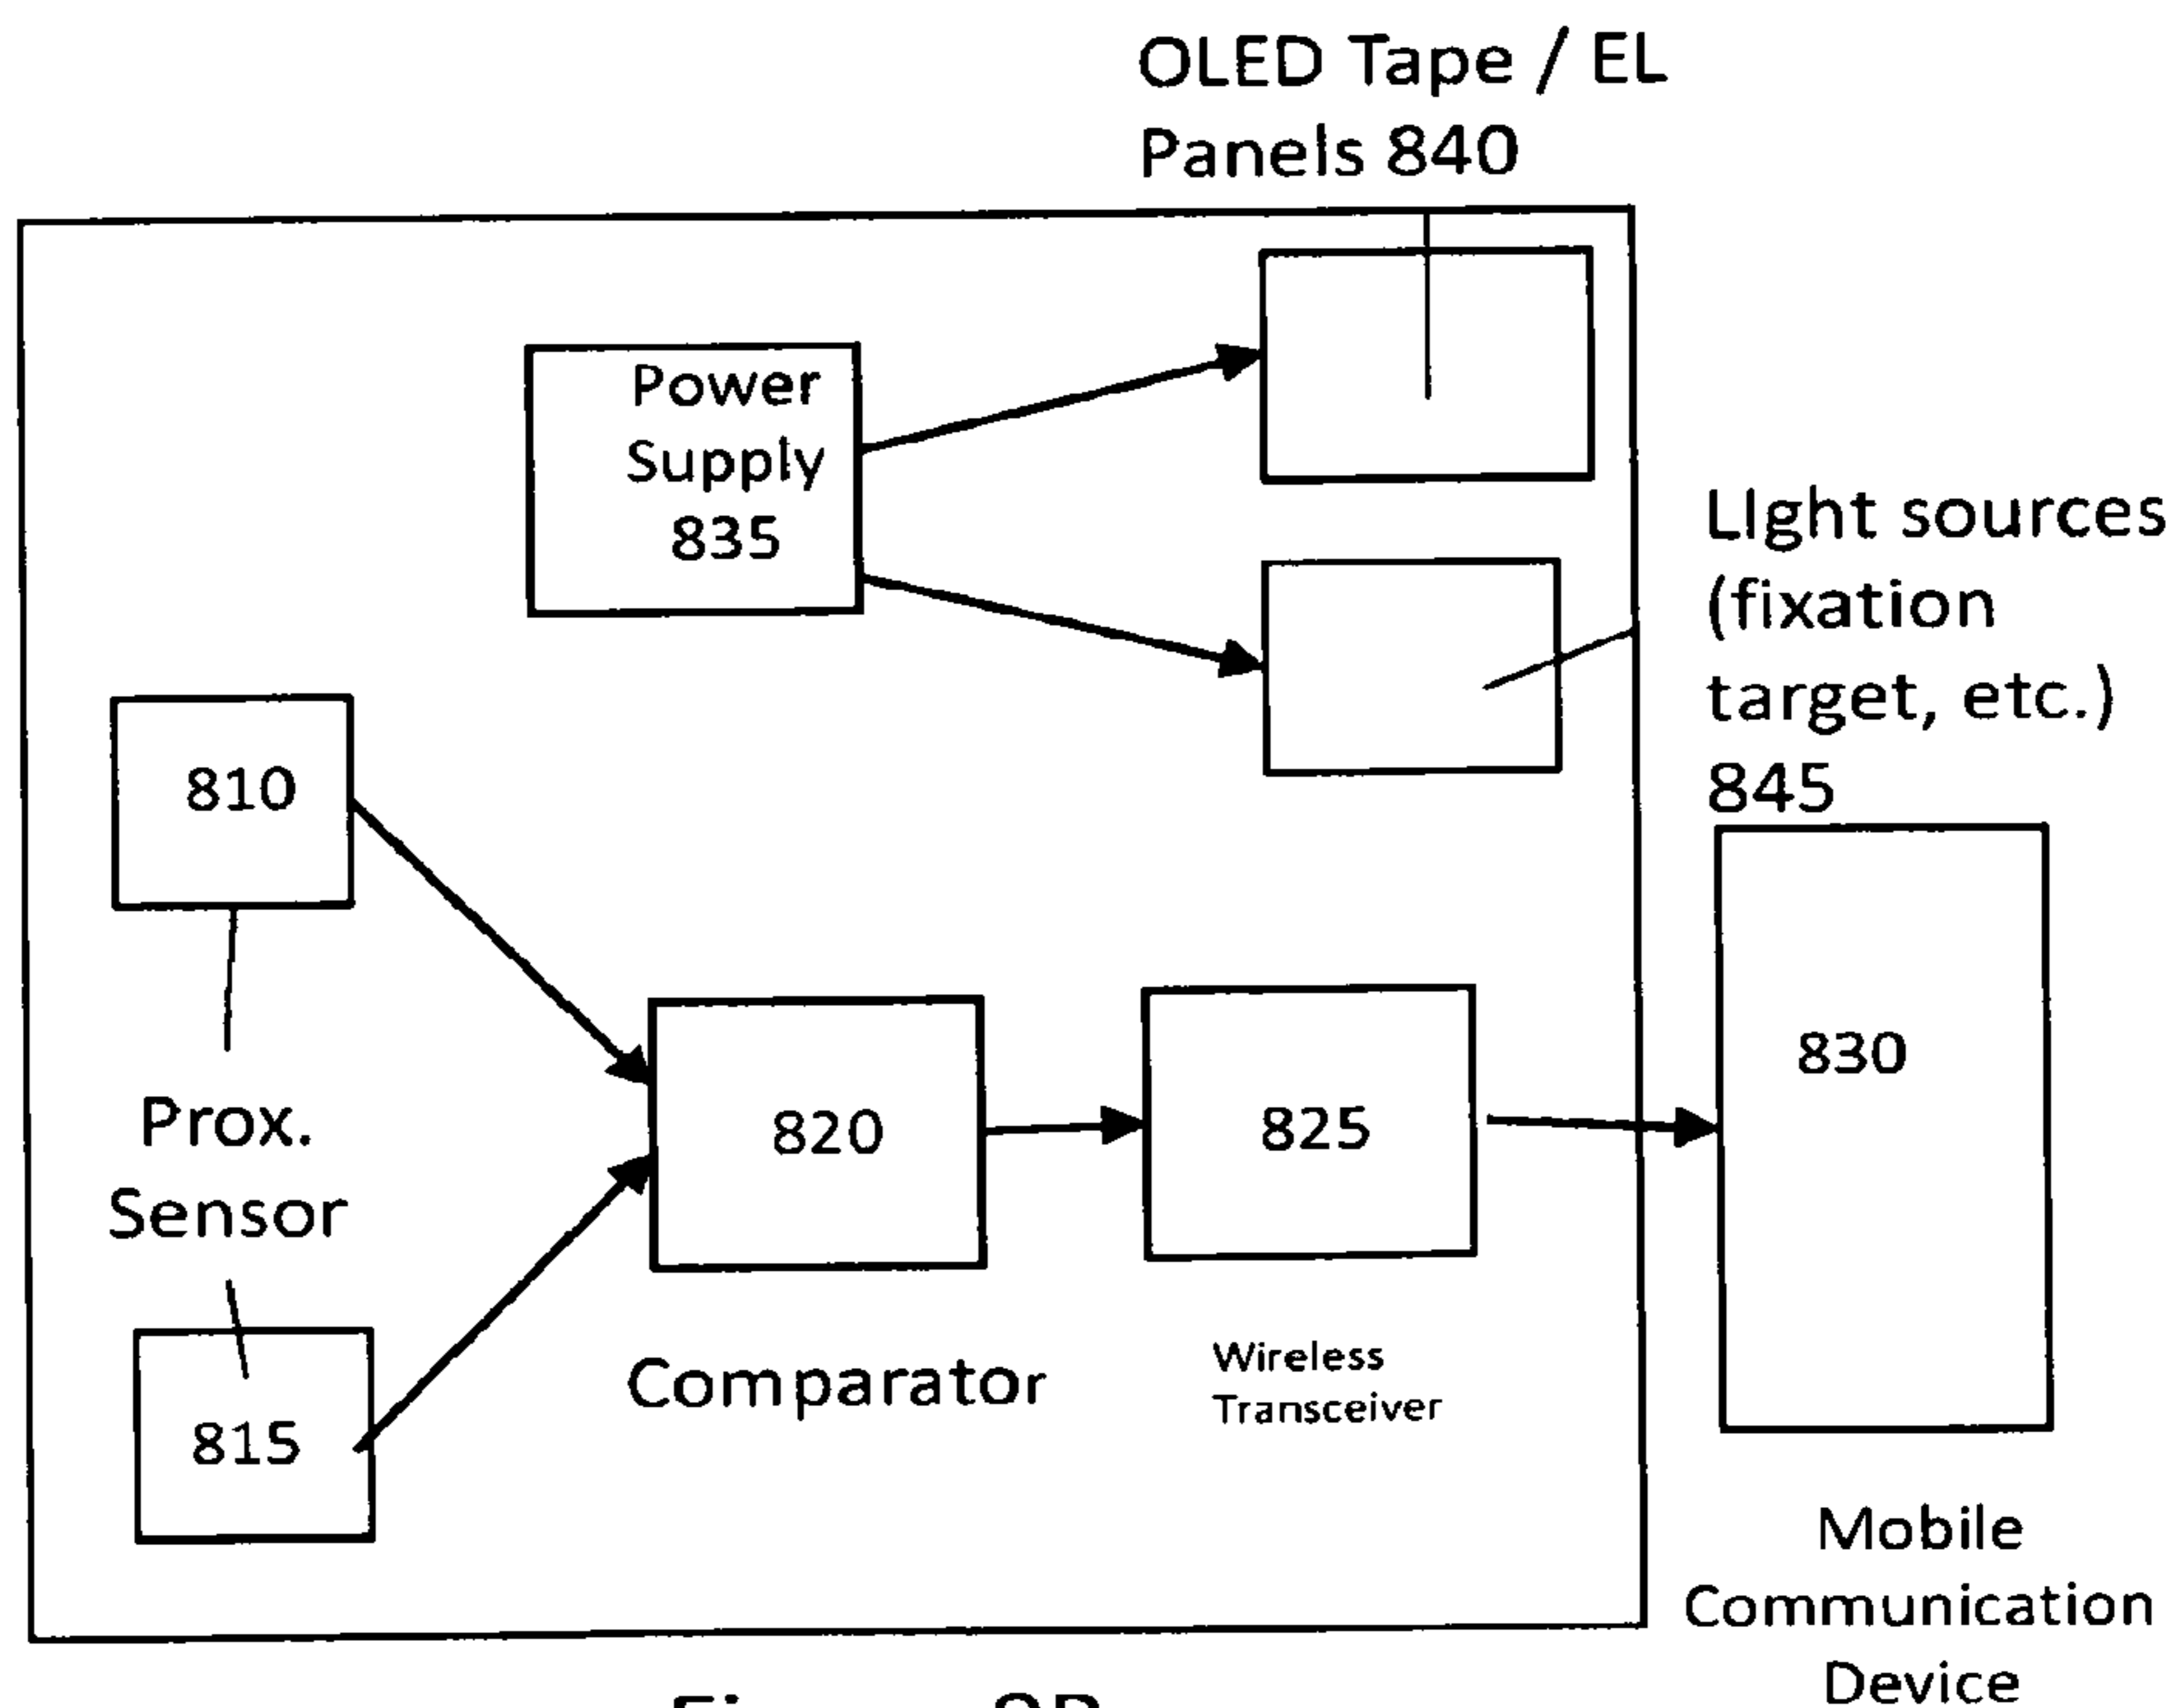 OLED Tape / EL
Panels 840
Power
Supply
835
LIght sources
(fixation
target, etc.)
845
810
830
Prox.
Sensor
820
825
815
Comparator
Wireless
Transceiver
Mobile
Communication
Device